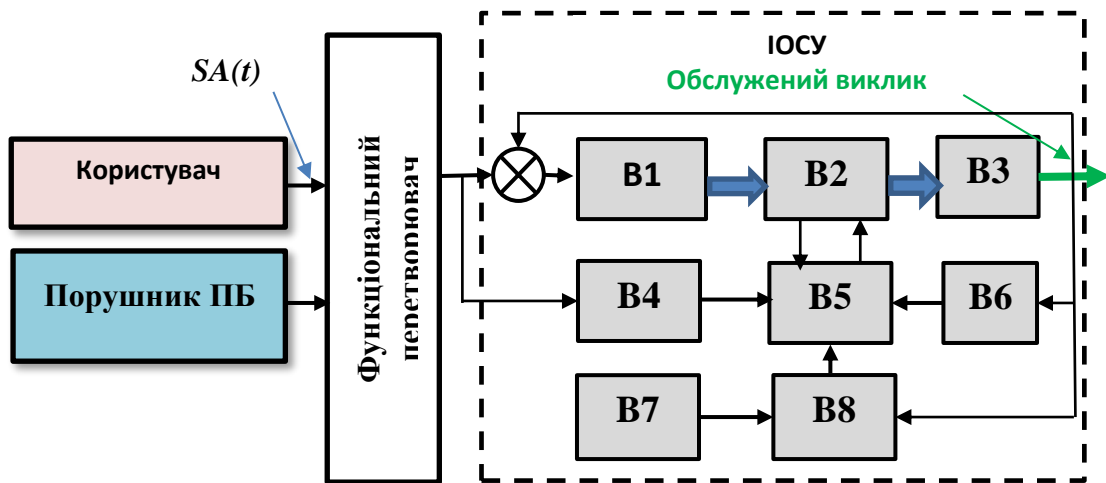 ІОСУ
SA(t)
Обслужений виклик
Користувач
Порушник ПБ
Функціональний
перетворювач
B1
B2
B3
B4
B5
B6
B7
B8